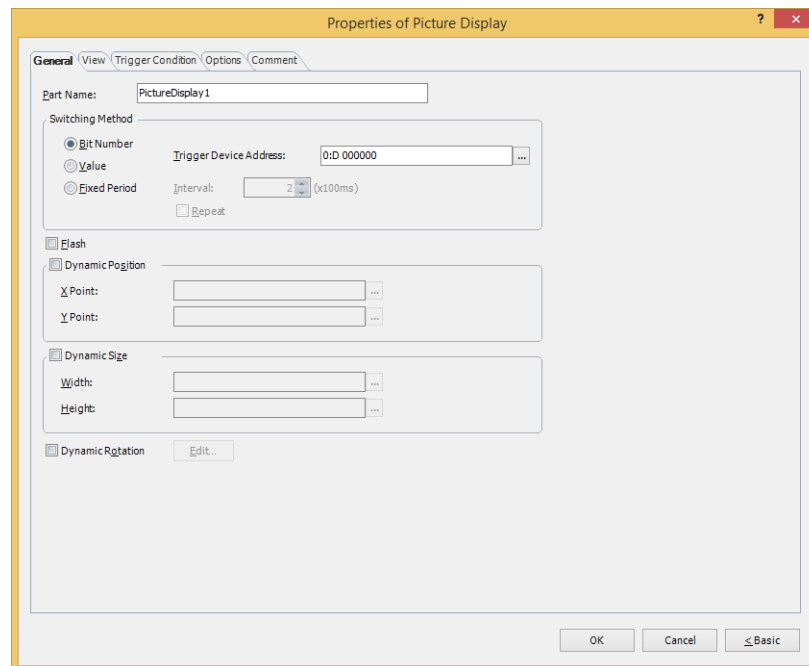 Properties of Picture Display
? ×
General View Trigger Condition Options Comment
Part Name: PictureDisplay1
Switching Method
Bit Number
Trigger Device Address: 0:D 000000 ...
Value
Fixed Period Interval: 2 (x100ms)
Repeat
Flash
Dynamic Position
X Point: ...
Y Point: ...
Dynamic Size
Width: ...
Height: ...
Dynamic Rotation Edit...
OK Cancel < Basic